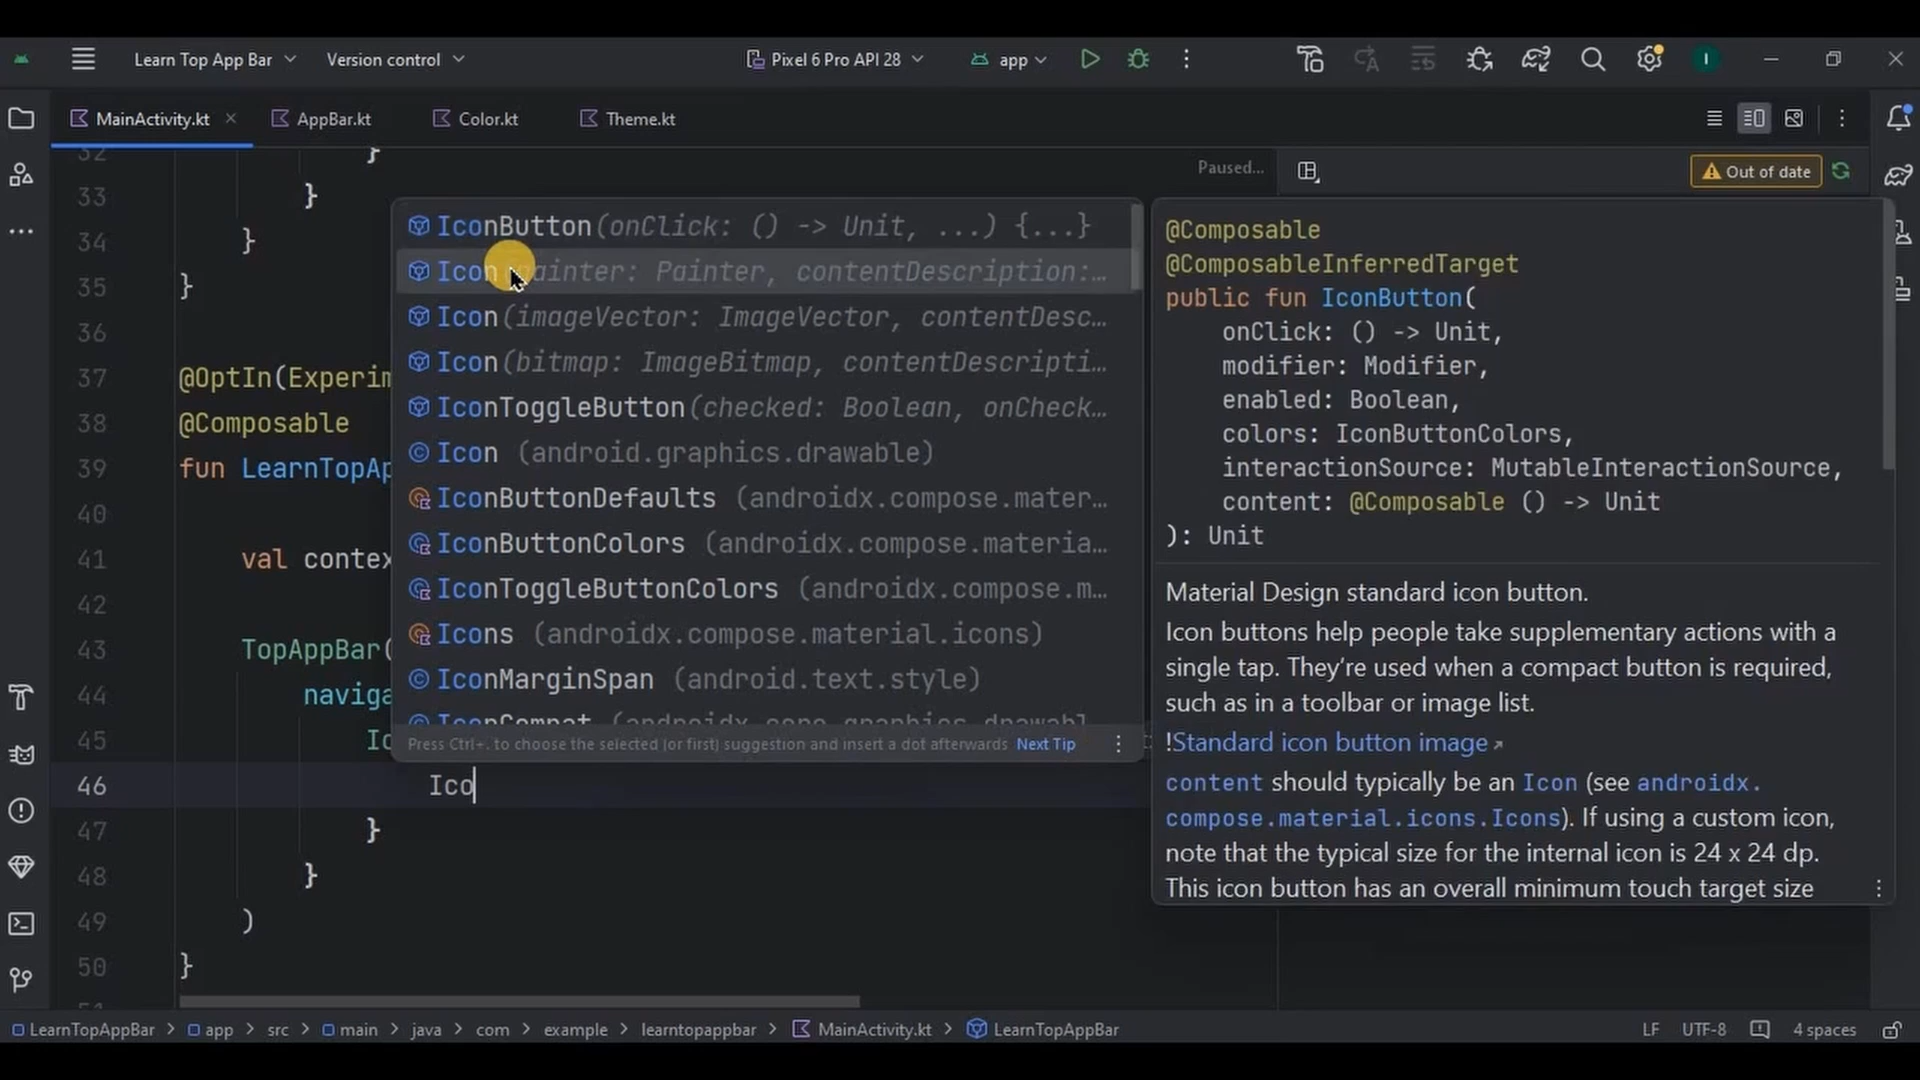 Learn Top App Bar
Version control
Pixel 6 Pro API 28
app
I
MainActivity.kt
AppBar.kt
Color.kt
Theme.kt
Paused...
Out of date
32 }
33 }
34 }
35 }
36
37 @OptIn(Experim
38 @Composable
39 fun LearnTopAp
40
41 val contex
42
43 TopAppBar(
44 naviga
45 Ic
46 Ico
47 }
48 }
49 )
50 }
IconButton(onClick: () -> Unit, ...) {...}
Icon painter: Painter, contentDescription:...
Icon(imageVector: ImageVector, contentDesc...
Icon(bitmap: ImageBitmap, contentDescripti...
IconToggleButton(checked: Boolean, onCheck...
Icon (android.graphics.drawable)
IconButtonDefaults (androidx.compose.mater...
IconButtonColors (androidx.compose.materia...
IconToggleButtonColors (androidx.compose.m...
Icons (androidx.compose.material.icons)
IconMarginSpan (android.text.style)
IconCompat (androidx.core.graphics.drawabl
Press Ctrl+. to choose the selected (or first) suggestion and insert a dot afterwards Next Tip
@Composable
@ComposableInferredTarget
public fun IconButton(
onClick: () -> Unit,
modifier: Modifier,
enabled: Boolean,
colors: IconButtonColors,
interactionSource: MutableInteractionSource,
content: @Composable () -> Unit
): Unit
Material Design standard icon button.
Icon buttons help people take supplementary actions with a
single tap. They're used when a compact button is required,
such as in a toolbar or image list.
!Standard icon button image
content should typically be an Icon (see androidx.
compose.material.icons.Icons). If using a custom icon,
note that the typical size for the internal icon is 24 x 24 dp.
This icon button has an overall minimum touch target size
LearnTopAppBar > app > src > main > java > com > example > learntopappbar > MainActivity.kt > LearnTopAppBar
LF UTF-8 4 spaces